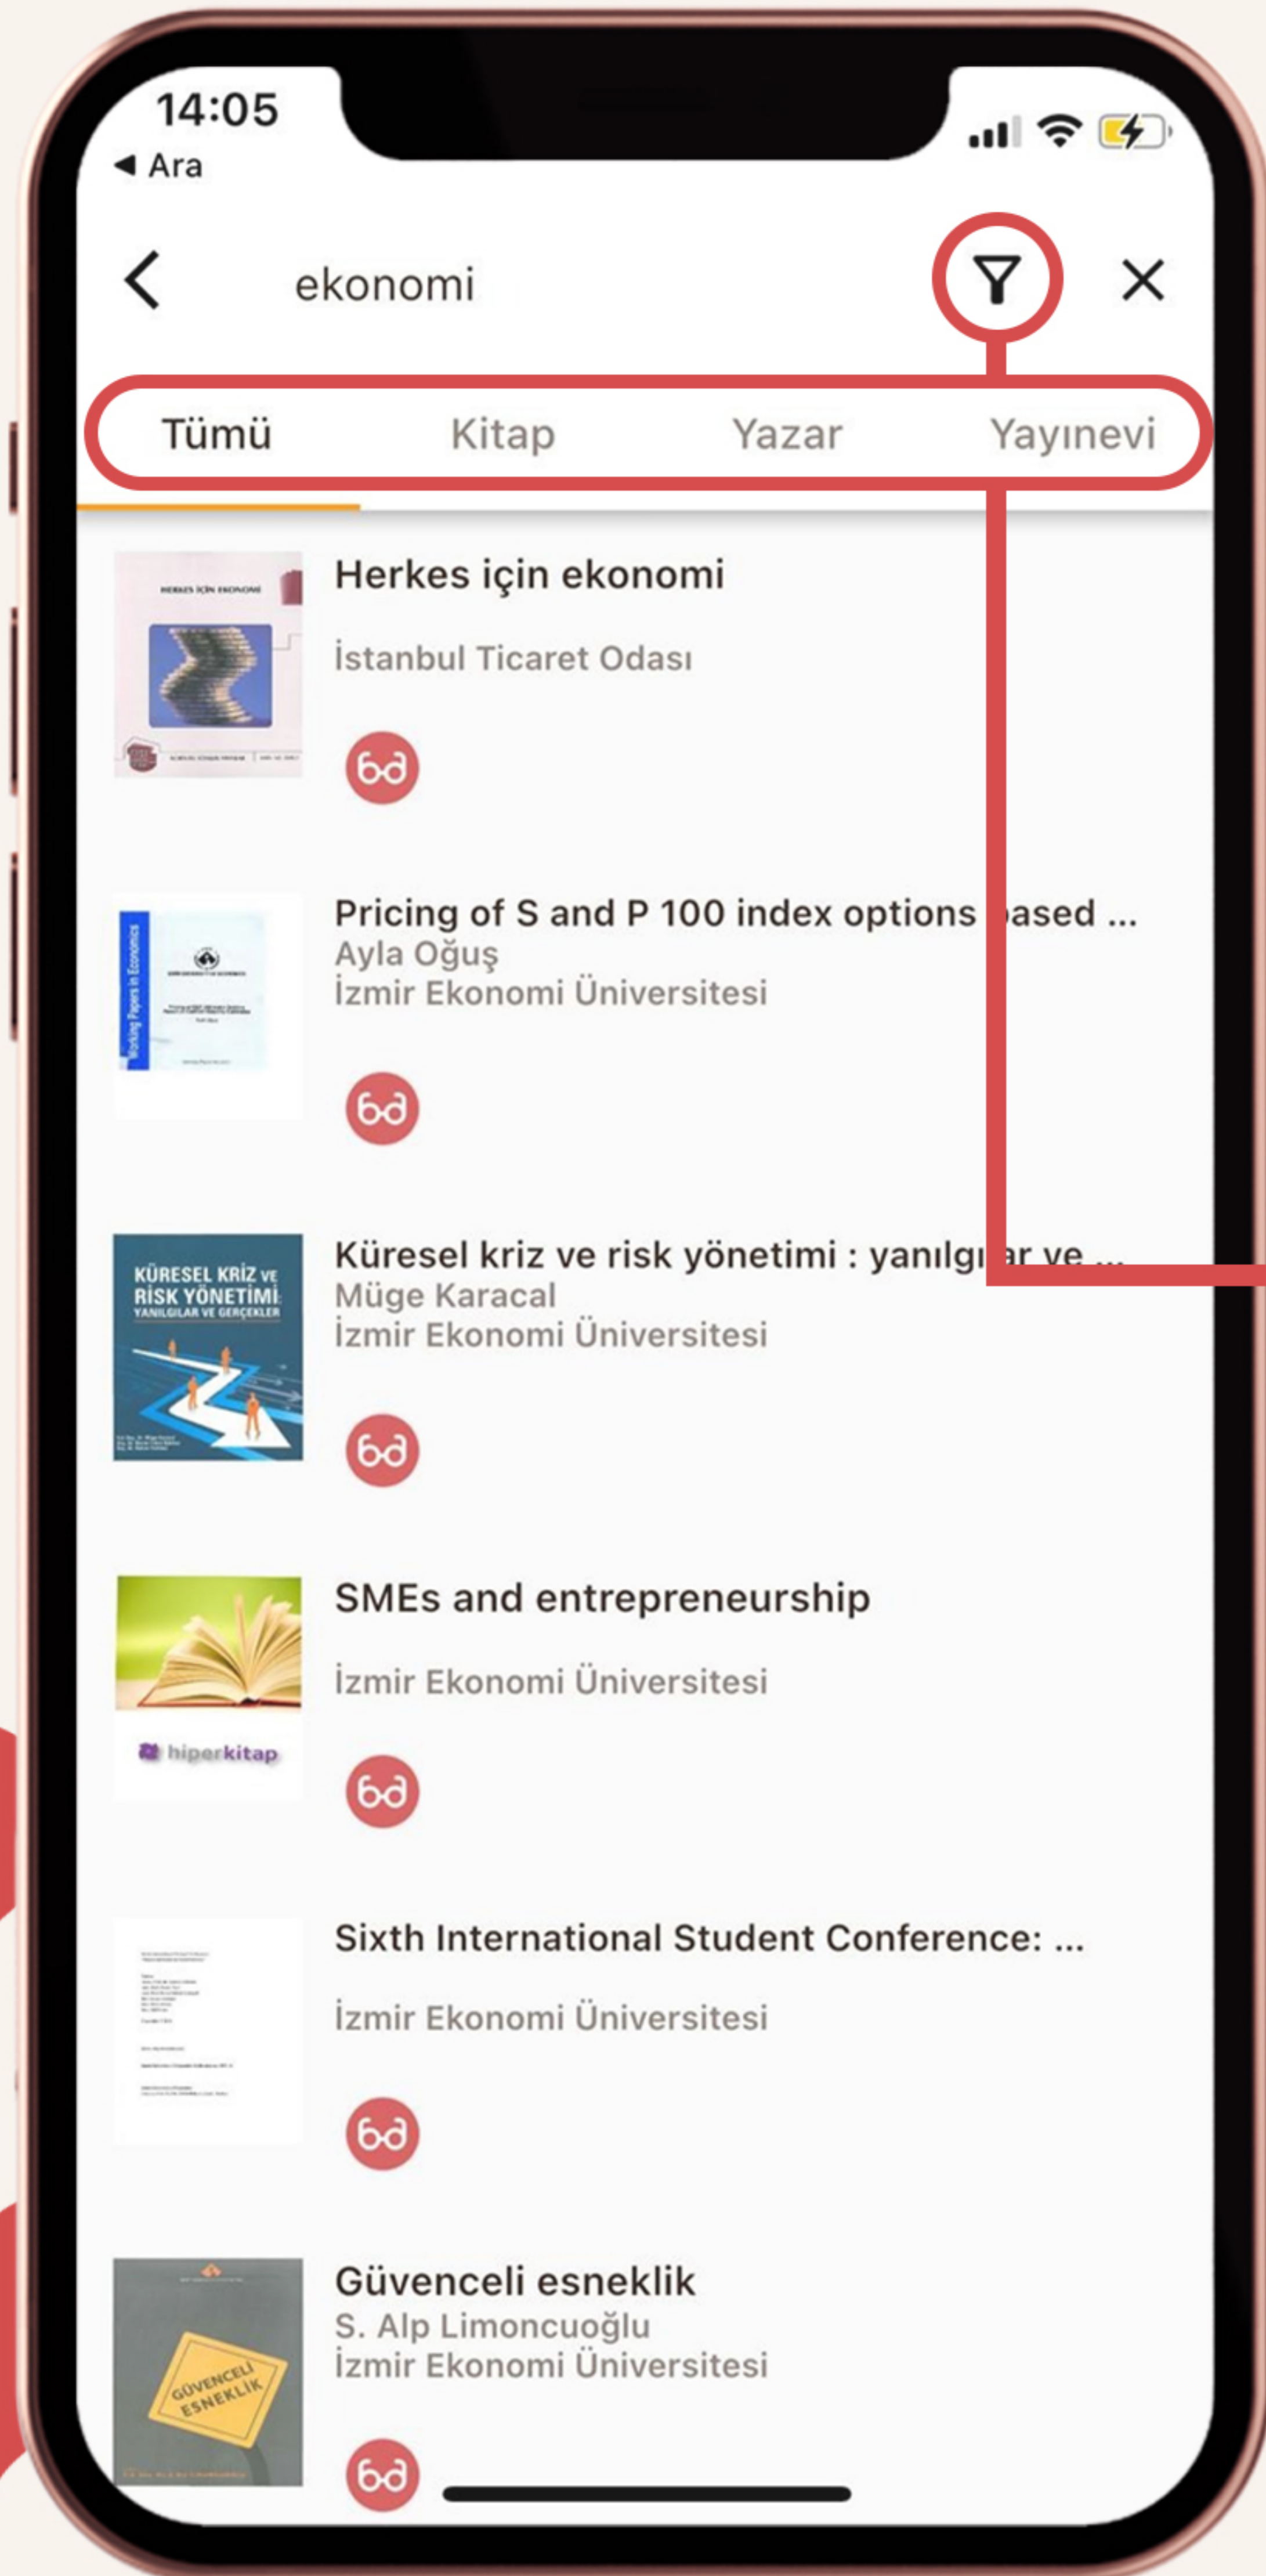 14:05
Ara
ekonomi
Tümü Kitap Yazar Yayınevi
HERKES İÇİN EKONOMİ
Herkes için ekonomi
İstanbul Ticaret Odası
Working Papers in Economics
Pricing of S and P 100 index options ased ...
Ayla Oğuş
İzmir Ekonomi Üniversitesi
KÜRESEL KRİZ VE
RİSK YÖNETİMİ:
YANILGILAR VE GERÇEKLER
Küresel kriz ve risk yönetimi : yanılgı ar ve ...
Müge Karacal
İzmir Ekonomi Üniversitesi
hiperkitap
SMEs and entrepreneurship
İzmir Ekonomi Üniversitesi
Sixth International Student Conference: ...
İzmir Ekonomi Üniversitesi
GÜVENCELİ
ESNEKLİK
Güvenceli esneklik
S. Alp Limoncuoğlu
İzmir Ekonomi Üniversitesi